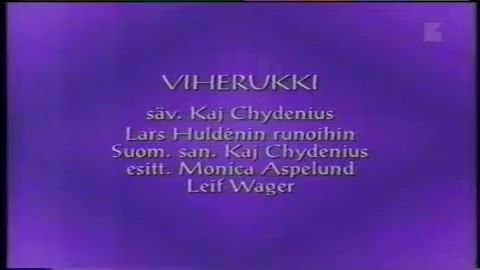 VIHERUKKI
säv. Kaj Chydenius
Lars Huldénin runoihin
Suom. san. Kaj Chydenius
esitt. Monica Aspelund
Leif Wager